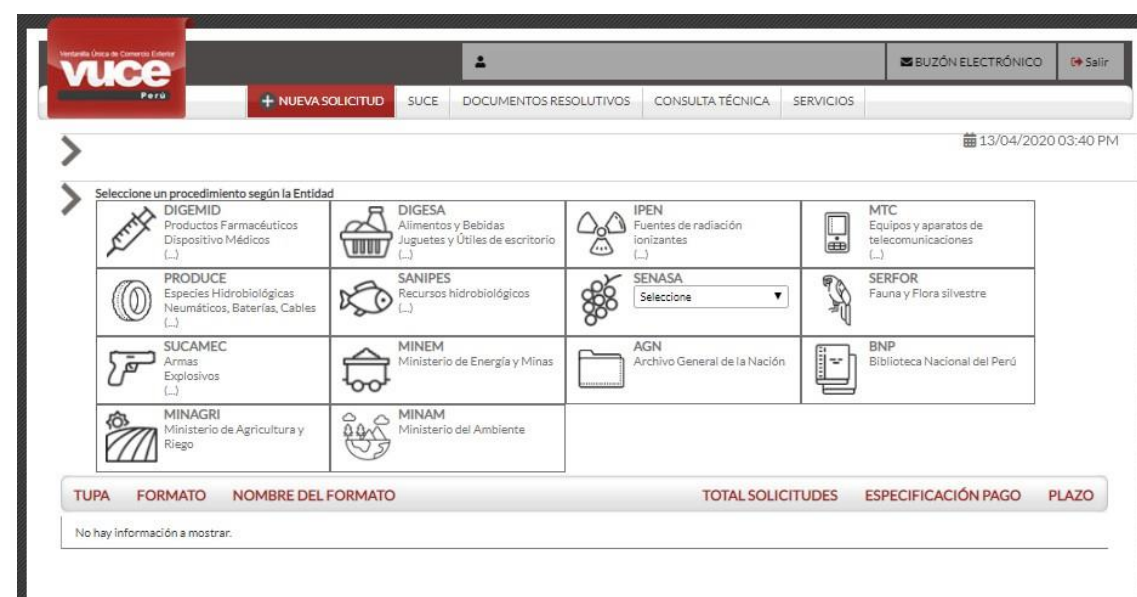 Ventanilla Única de Comercio Exterior
vuce
Perú
BUZÓN ELECTRÓNICO
Salir
NUEVA SOLICITUD
SUCE
DOCUMENTOS RESOLUTIVOS
CONSULTA TÉCNICA
SERVICIOS
13/04/2020 03:40 PM
Seleccione un procedimiento según la Entidad
DIGEMID
Productos Farmacéuticos
Dispositivo Médicos
(...)
DIGESA
Alimentos y Bebidas
Juguetes y Útiles de escritorio
(...)
IPEN
Fuentes de radiación
ionizantes
(...)
MTC
Equipos y aparatos de
telecomunicaciones
(...)
PRODUCE
Especies Hidrobiológicas
Neumáticos, Baterías, Cables
(...)
SANIPES
Recursos hidrobiológicos
(...)
SENASA
Seleccione
SERFOR
Fauna y Flora silvestre
SUCAMEC
Armas
Explosivos
(...)
MINEM
Ministerio de Energía y Minas
AGN
Archivo General de la Nación
BNP
Biblioteca Nacional del Perú
MINAGRI
Ministerio de Agricultura y
Riego
MINAM
Ministerio del Ambiente
TUPA FORMATO NOMBRE DEL FORMATO TOTAL SOLICITUDES ESPECIFICACIÓN PAGO PLAZO
No hay información a mostrar.